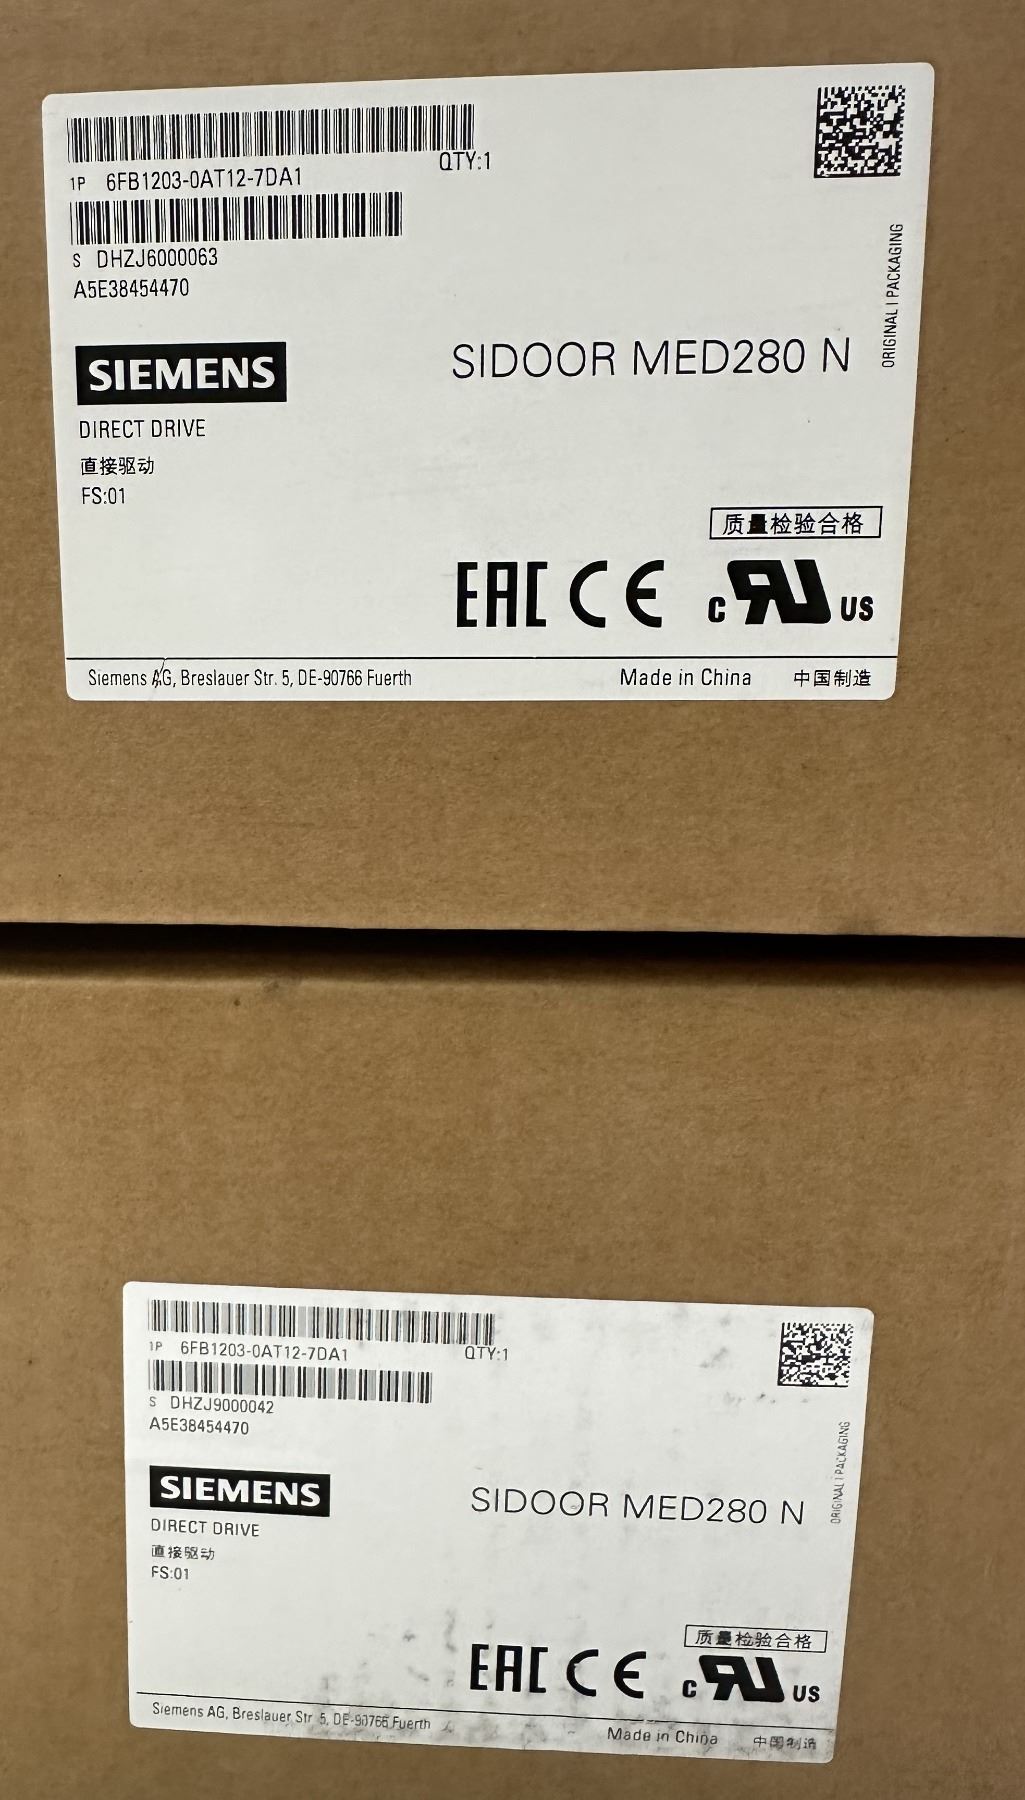 QTY:1
1P 6FB1203-0AT12-7DA1
S DHZJ6000063
A5E38454470
ORIGINAL | PACKAGING
SIEMENS
SIDOOR MED280 N
DIRECT DRIVE
直接驱动
FS:01
质量检验合格
EAC CE c RU US
Siemens AG, Breslauer Str. 5, DE-90766 Fuerth
Made in China 中国制造
1P 6FB1203-0AT12-7DA1
QTY:1
S DHZJ9000042
A5E38454470
ORIGINAL | PACKAGING
SIEMENS
SIDOOR MED280 N
DIRECT DRIVE
直接驱动
FS:01
质量检验合格
EAC CE c RU US
Siemens AG, Breslauer Str. 5, DE-90766 Fuerth
Made in China 中国制造